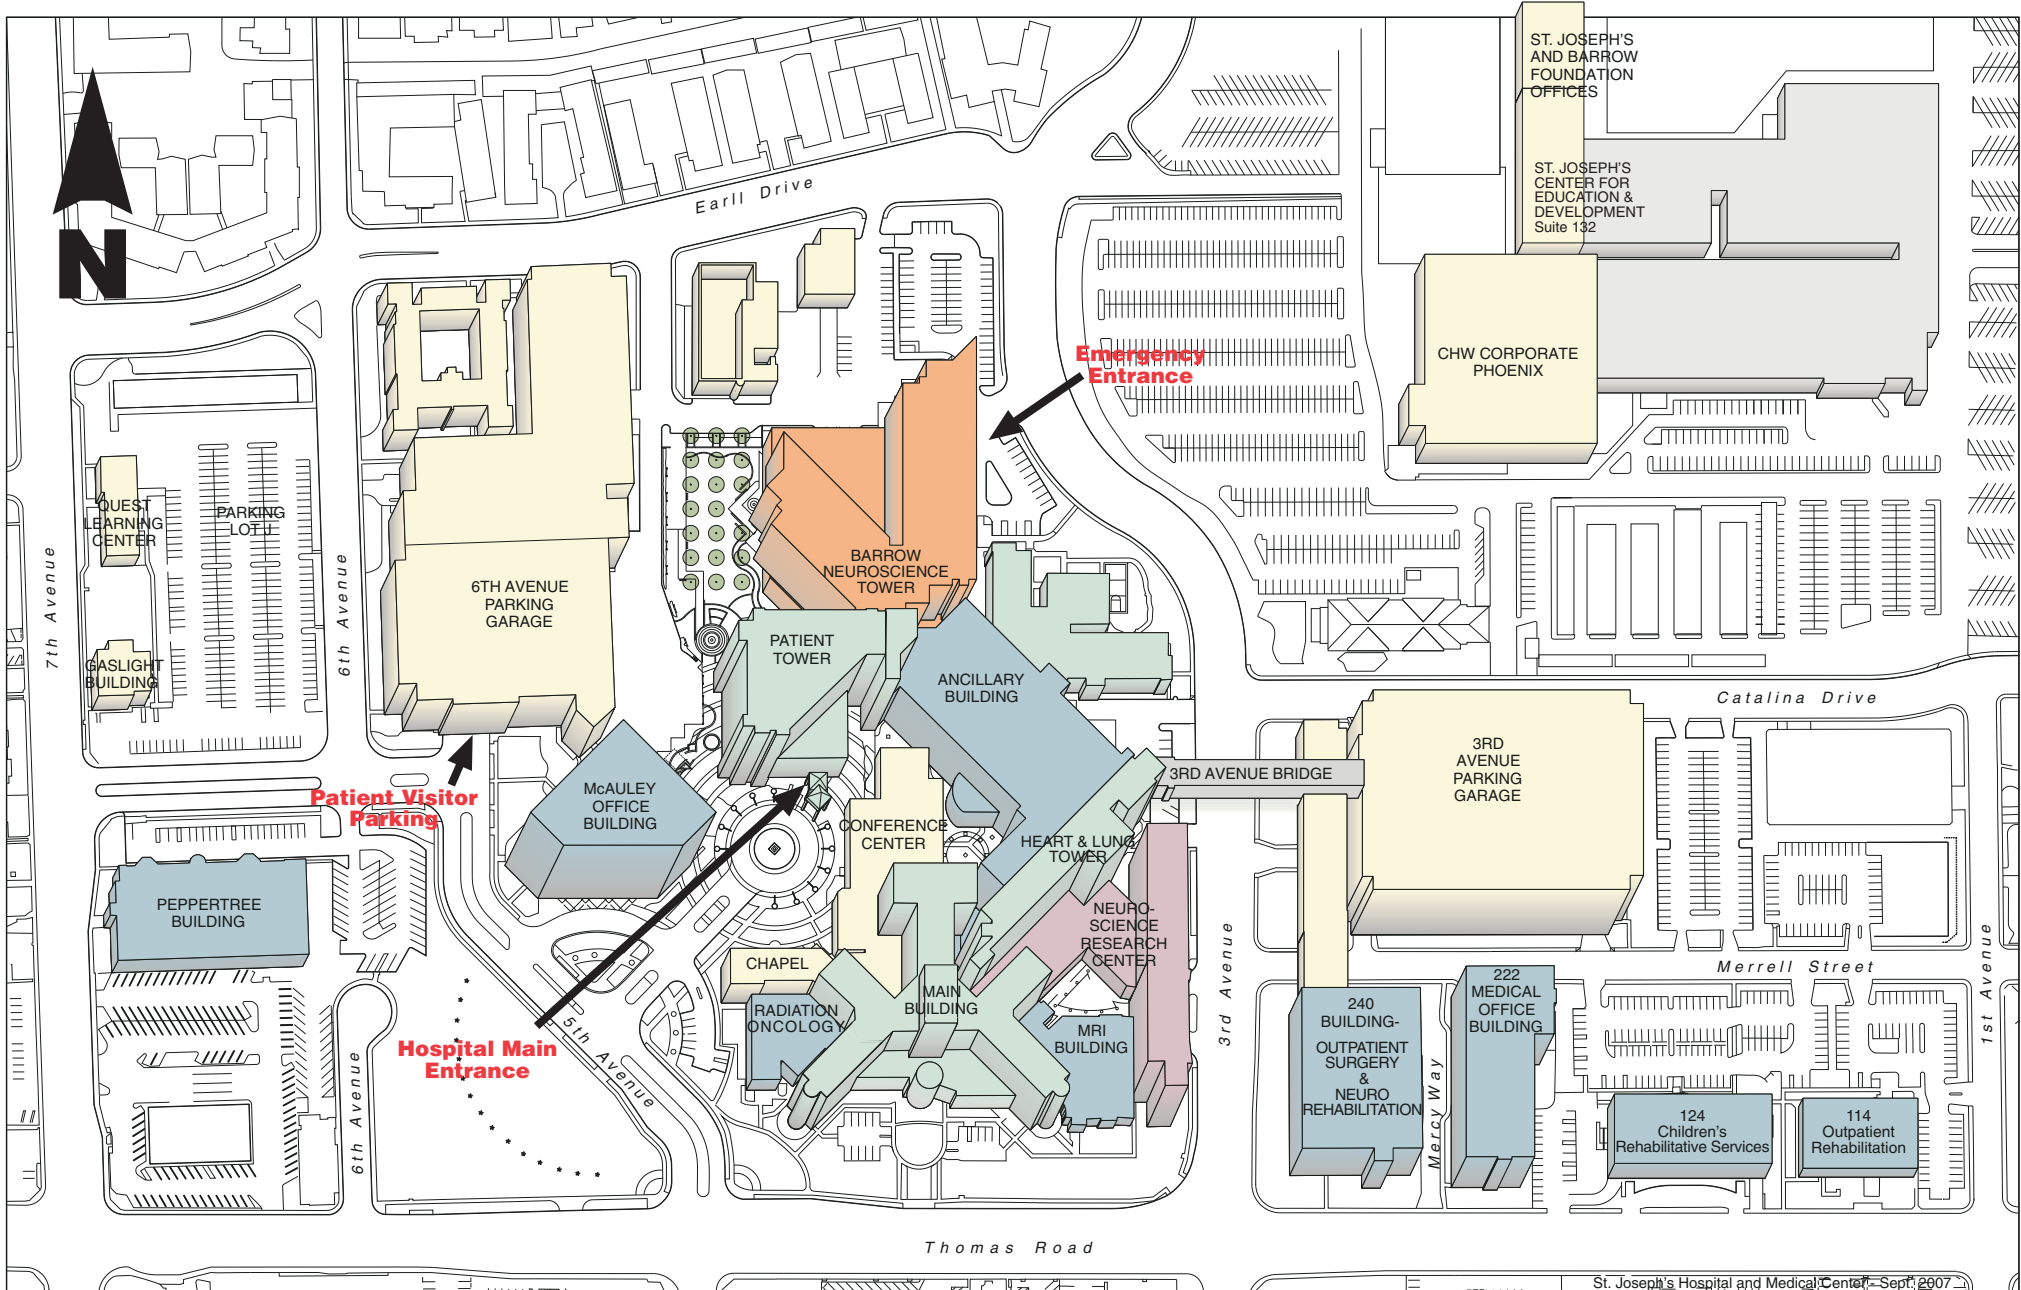 ST. JOSEPH'S
AND BARROW
FOUNDATION
OFFICES
ST. JOSEPH'S
CENTER FOR
EDUCATION &
DEVELOPMENT
Suite 132
Earll Drive
N
Emergency
Entrance
CHW CORPORATE
PHOENIX
QUEST
LEARNING
CENTER
PARKING
LOT J
7th Avenue
6th Avenue
6TH AVENUE
PARKING
GARAGE
BARROW
NEUROSCIENCE
TOWER
PATIENT
TOWER
GASLIGHT
BUILDING
ANCILLARY
BUILDING
Catalina Drive
3RD
AVENUE
PARKING
GARAGE
3RD AVENUE BRIDGE
Patient Visitor
Parking
McAULEY
OFFICE
BUILDING
CONFERENCE
CENTER
HEART & LUNG
TOWER
PEPPERTREE
BUILDING
NEURO-
SCIENCE
RESEARCH
CENTER
3rd Avenue
1st Avenue
CHAPEL
Merrell Street
MAIN
BUILDING
RADIATION
ONCOLOGY
MRI
BUILDING
240
BUILDING-
OUTPATIENT
SURGERY
&
NEURO
REHABILITATION
222
MEDICAL
OFFICE
BUILDING
5th Avenue
Hospital Main
Entrance
6th Avenue
Mercy Way
124
Children's
Rehabilitative Services
114
Outpatient
Rehabilitation
Thomas Road
St. Joseph's Hospital and Medical Center - Sept. 2007